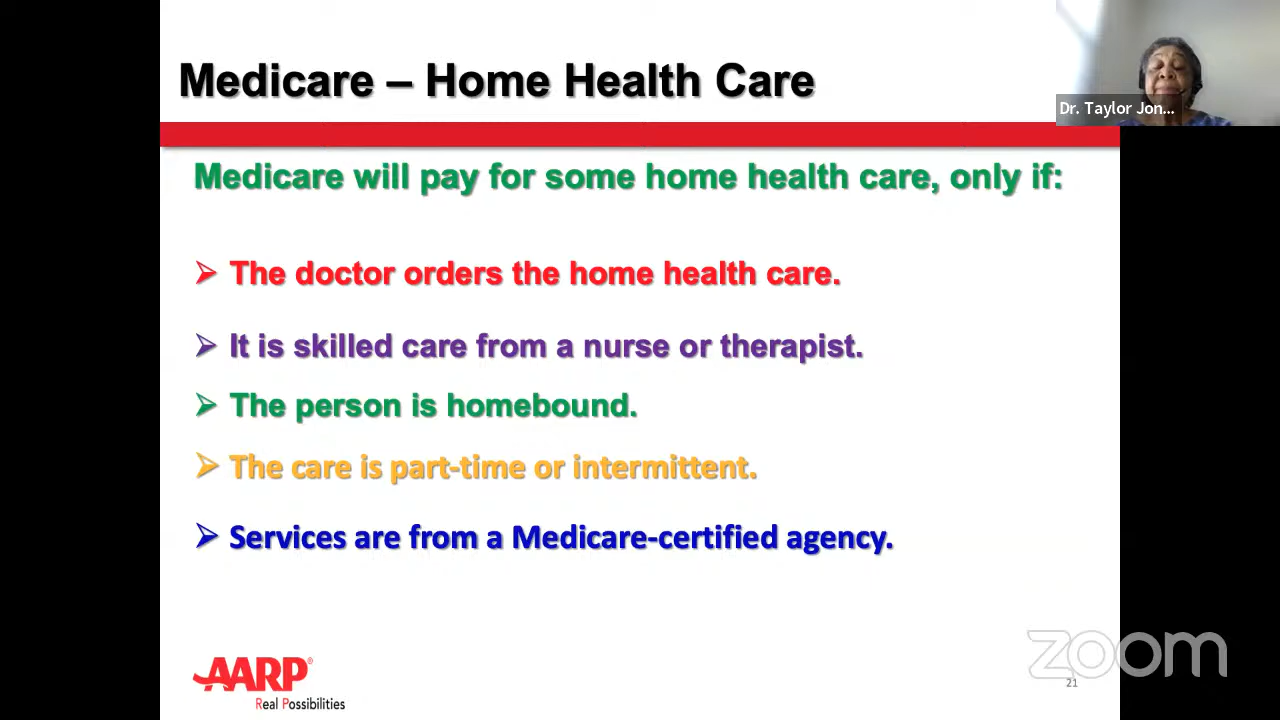 Medicare – Home Health Care
Dr. Taylor Jon...
Medicare will pay for some home health care, only if:
➢ The doctor orders the home health care.
➢ It is skilled care from a nurse or therapist.
➢ The person is homebound.
➢ The care is part-time or intermittent.
➢ Services are from a Medicare-certified agency.
AARP®
Real Possibilities
zoom
21